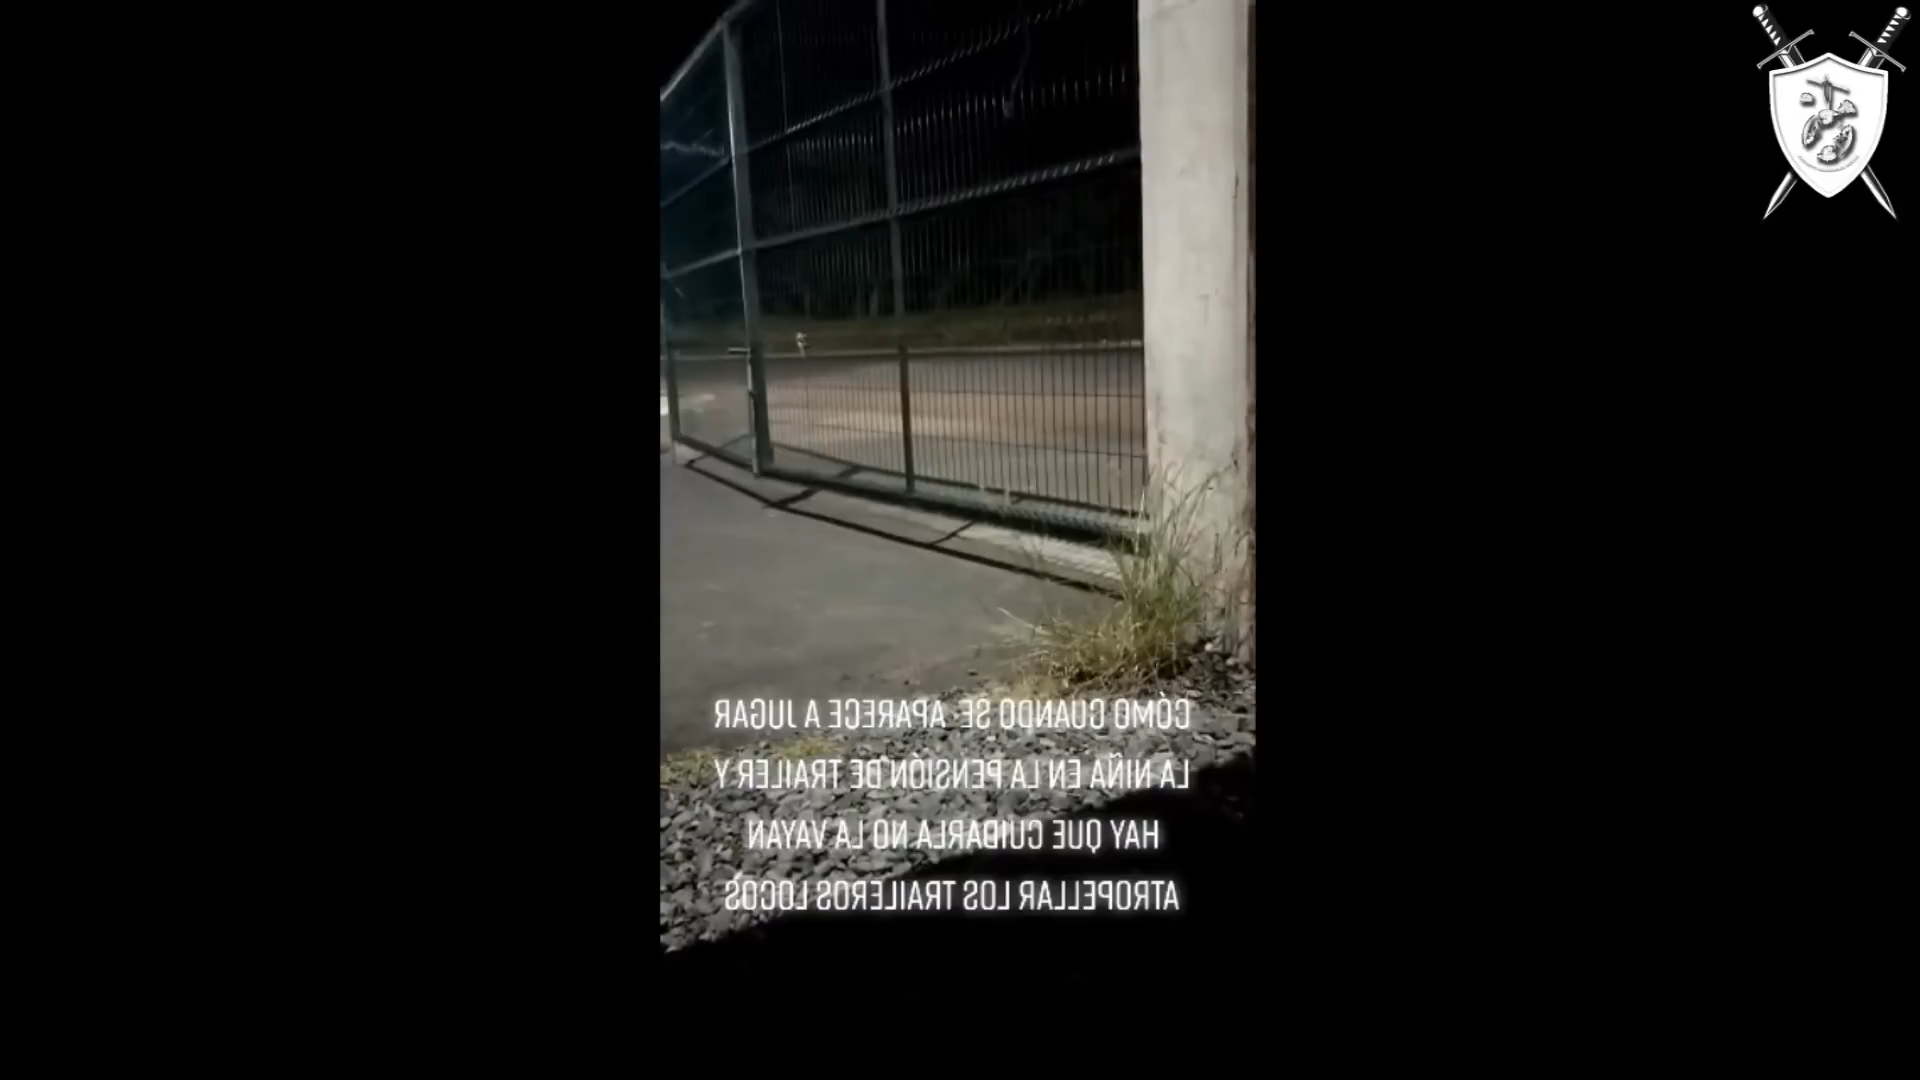 CÓMO CUANDO SE APARECE A JUGAR
LA NIÑA EN LA PENSIÓN DE TRAILER Y
HAY QUE CUIDARLA NO LA VAYAN
ATROPELLAR LOS TRAILEROS LOCOS